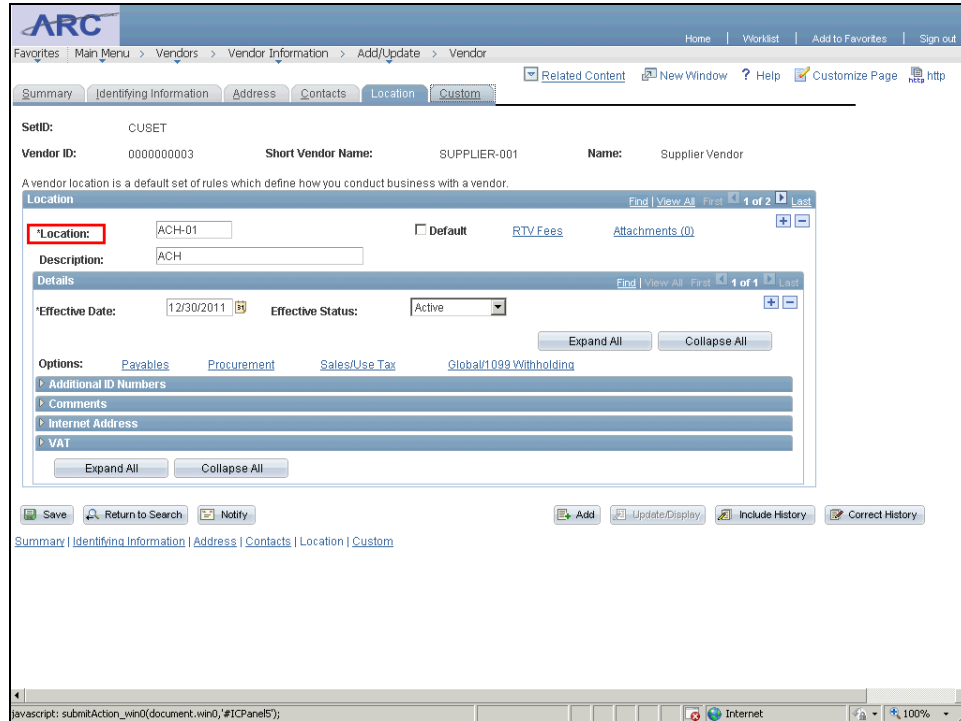 ARC
Home | Worklist | Add to Favorites | Sign out
Favorites Main Menu > Vendors > Vendor Information > Add/Update > Vendor
Related Content New Window ? Help Customize Page http
Summary Identifying Information Address Contacts Location Custom
SetID: CUSET
Vendor ID: 0000000003 Short Vendor Name: SUPPLIER-001 Name: Supplier Vendor
A vendor location is a default set of rules which define how you conduct business with a vendor.
Location Find | View All First 1 of 2 Last
*Location: ACH-01 Default RTV Fees Attachments (0)
Description: ACH
Details Find | View All First 1 of 1 Last
*Effective Date: 12/30/2011 Effective Status: Active
Expand All Collapse All
Options: Payables Procurement Sales/Use Tax Global/1099 Withholding
Additional ID Numbers
Comments
Internet Address
VAT
Expand All Collapse All
Save Return to Search Notify Add Update/Display Include History Correct History
Summary | Identifying Information | Address | Contacts | Location | Custom
javascript: submitAction_win0(document.win0,'#ICPanel5'); Internet 100%